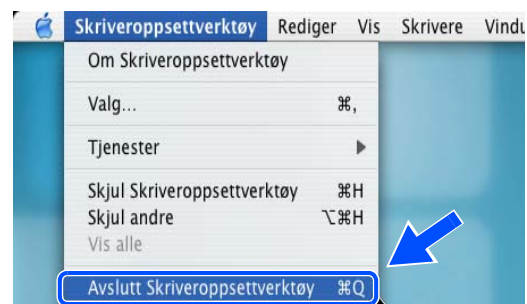 Skriveroppsettverktøy Rediger Vis Skrivere Vindu
Om Skriveroppsettverktøy
Valg... ⌘,
Tjenester ▶
Skjul Skriveroppsettverktøy ⌘H
Skjul andre ⌥⌘H
Vis alle
Avslutt Skriveroppsettverktøy ⌘Q